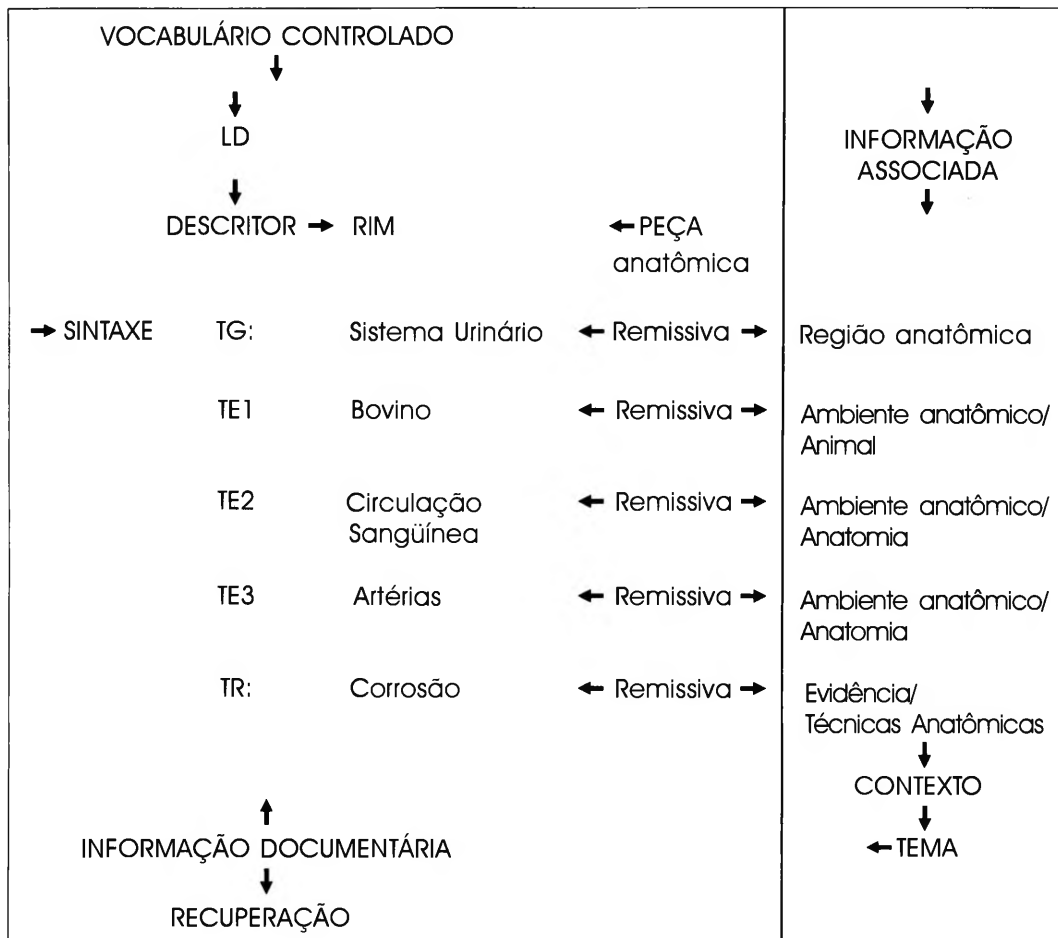 VOCABULÁRIO CONTROLADO
LD
INFORMAÇÃO
ASSOCIADA
DESCRITOR → RIM ← PEÇA
anatômica
→ SINTAXE TG: Sistema Urinário ← Remissiva → Região anatômica
TE1 Bovino ← Remissiva → Ambiente anatômico/
Animal
TE2 Circulação ← Remissiva → Ambiente anatômico/
Sangüínea Anatomia
TE3 Artérias ← Remissiva → Ambiente anatômico/
Anatomia
TR: Corrosão ← Remissiva → Evidência/
Técnicas Anatômicas
CONTEXTO
INFORMAÇÃO DOCUMENTÁRIA ← TEMA
RECUPERAÇÃO